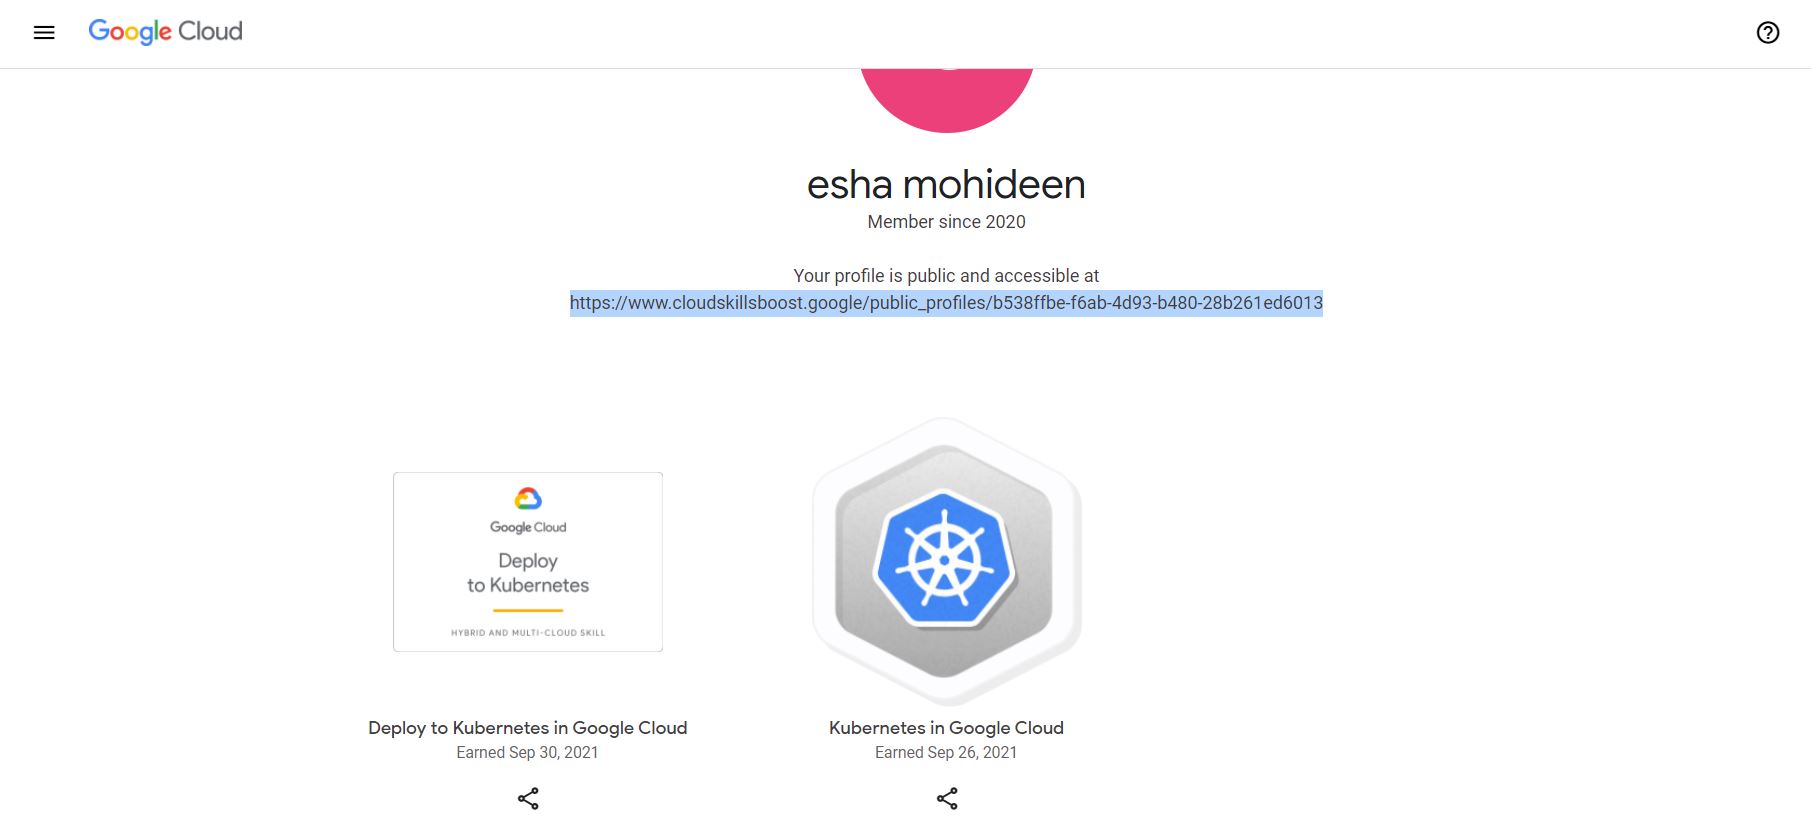 Google Cloud
esha mohideen
Member since 2020
Your profile is public and accessible at
https://www.cloudskillsboost.google/public_profiles/b538ffbe-f6ab-4d93-b480-28b261ed6013
Google Cloud
Deploy
to Kubernetes
HYBRID AND MULTI-CLOUD SKILL
Deploy to Kubernetes in Google Cloud
Earned Sep 30, 2021
Kubernetes in Google Cloud
Earned Sep 26, 2021